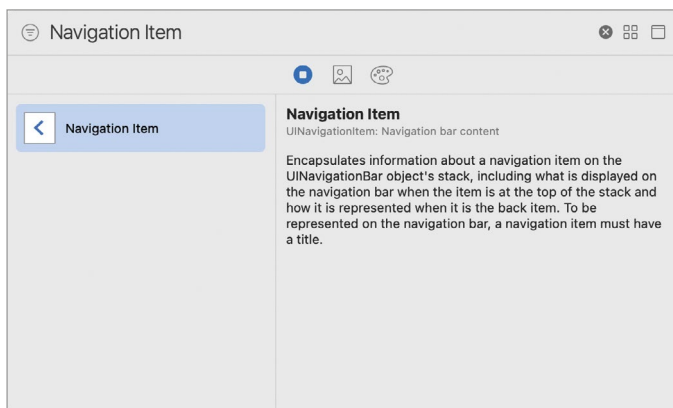 Navigation Item
Navigation Item
Navigation Item
UINavigationItem: Navigation bar content
Encapsulates information about a navigation item on the
UINavigationBar object's stack, including what is displayed on
the navigation bar when the item is at the top of the stack and
how it is represented when it is the back item. To be
represented on the navigation bar, a navigation item must have
a title.